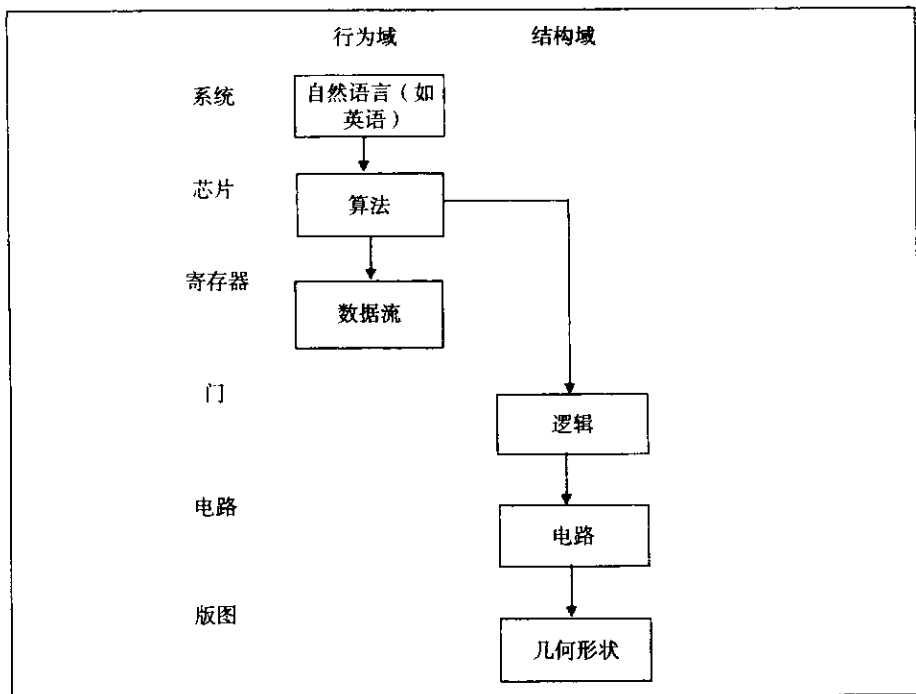 行为域 结构域
系统
自然语言（如
英语）
芯片
算法
寄存器
数据流
门
逻辑
电路
电路
版图
几何形状